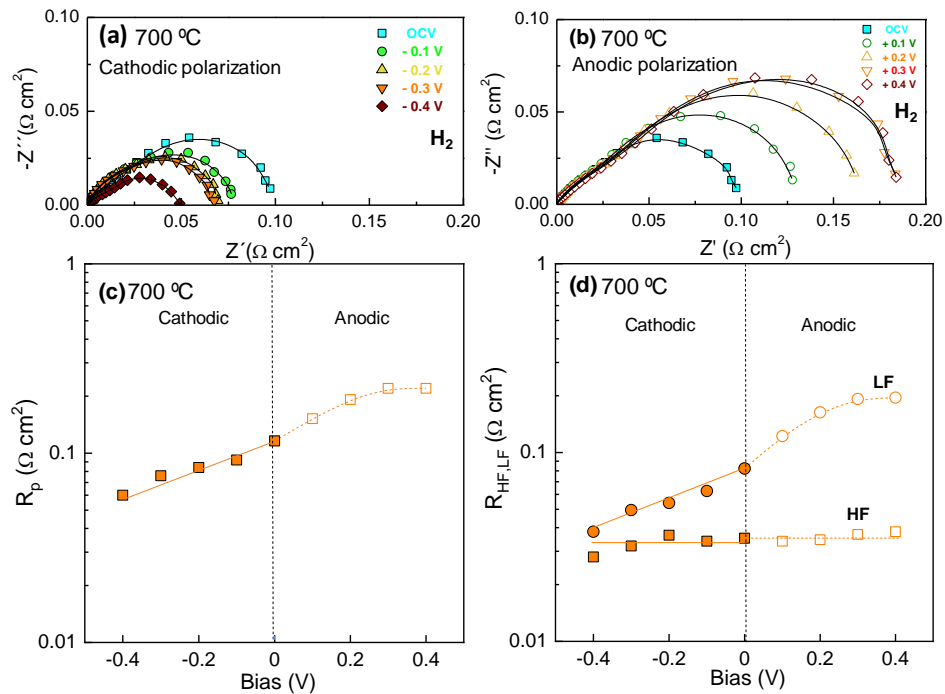 (a) 700 ºC
Cathodic polarization
OCV
- 0.1 V
- 0.2 V
- 0.3 V
- 0.4 V
H2
-Z´´(Ω cm2)
0.10
0.05
0.00
0.00 0.05 0.10 0.15 0.20
Z´(Ω cm2)
(b) 700 ºC
Anodic polarization
OCV
+ 0.1 V
+ 0.2 V
+ 0.3 V
+ 0.4 V
H2
-Z" (Ω cm2)
0.10
0.05
0.00
0.00 0.05 0.10 0.15 0.20
Z' (Ω cm2)
(c) 700 ºC
Cathodic Anodic
Rp (Ω cm2)
1
0.1
0.01
-0.4 -0.2 0 0.2 0.4
Bias (V)
(d) 700 ºC
Cathodic Anodic
LF
HF
RHF,LF (Ω cm2)
1
0.1
0.01
-0.4 -0.2 0 0.2 0.4
Bias (V)